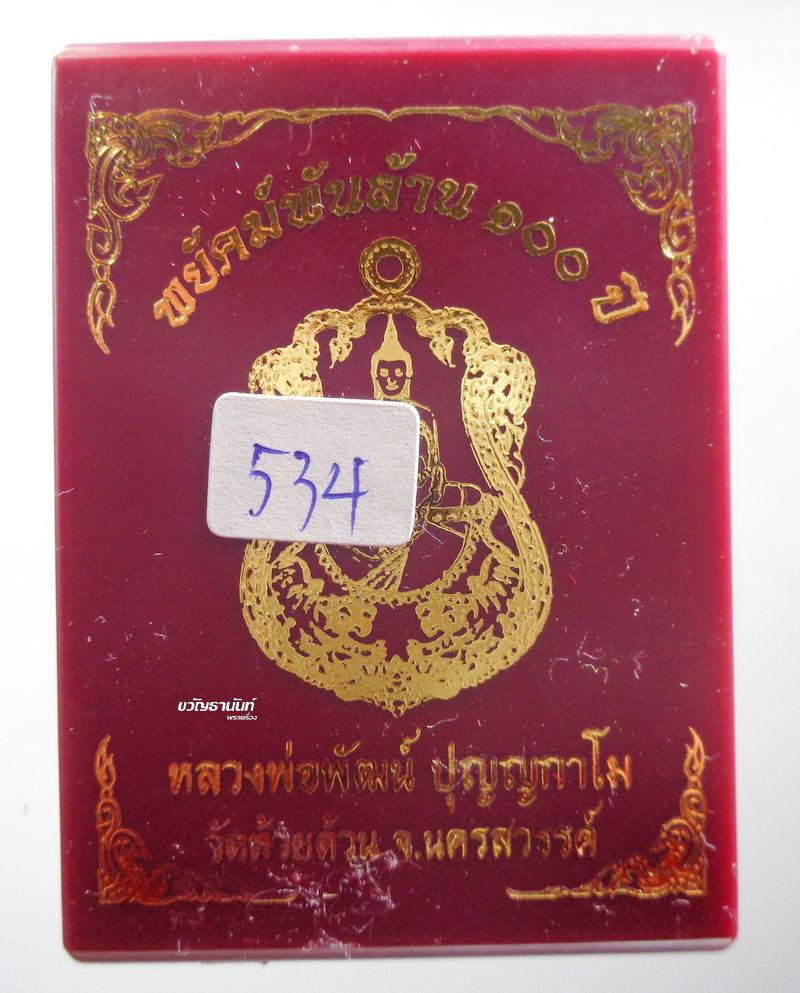 พยัคฆ์พันล้าน ๑๐๐ ปี
534
ขวัญธานันท์
พระเครื่อง
หลวงพ่อพัฒน์ ปุญญกาโม
วัดห้วยด้วน จ.นครสวรรค์